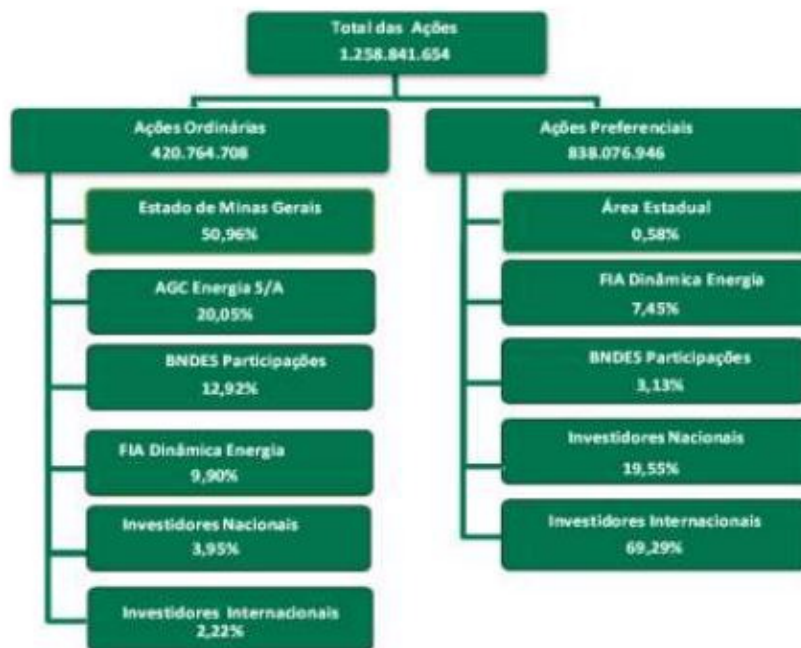 Total das Ações
1.258.841.654
Ações Ordinárias
420.764.708
Estado de Minas Gerais
50,96%
AGC Energia S/A
20,05%
BNDES Participações
12,92%
FIA Dinâmica Energia
9,90%
Investidores Nacionais
3,95%
Investidores Internacionais
2,22%
Ações Preferenciais
838.076.946
Área Estadual
0,58%
FIA Dinâmica Energia
7,45%
BNDES Participações
3,13%
Investidores Nacionais
19,55%
Investidores Internacionais
69,29%